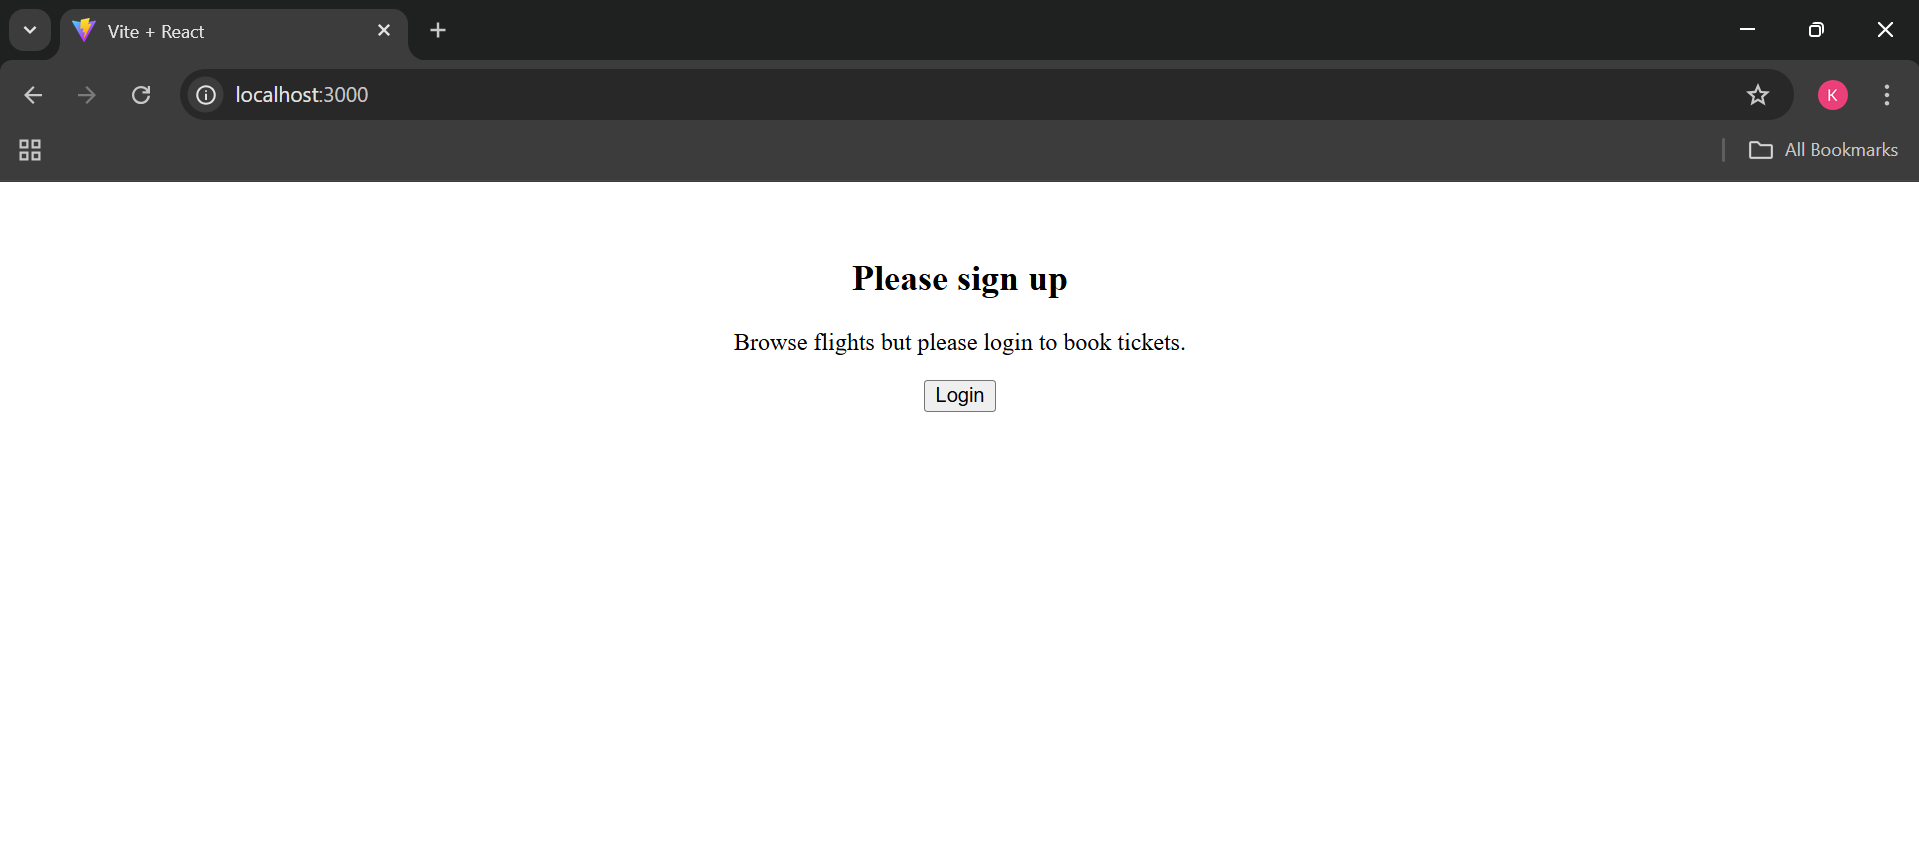 Vite + React
localhost:3000
K
All Bookmarks
Please sign up
Browse flights but please login to book tickets.
Login